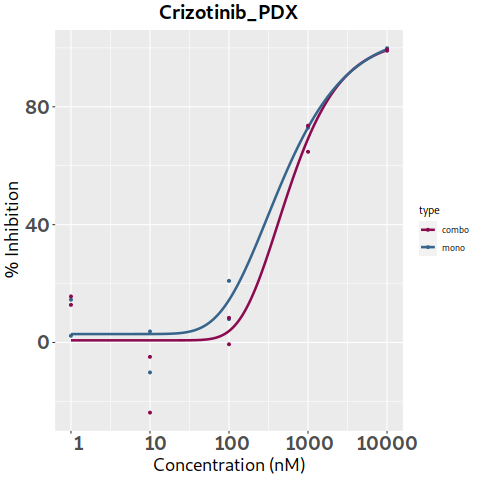 Crizotinib_PDX
% Inhibition
80
40
0
1 10 100 1000 10000
Concentration (nM)
type
combo
mono